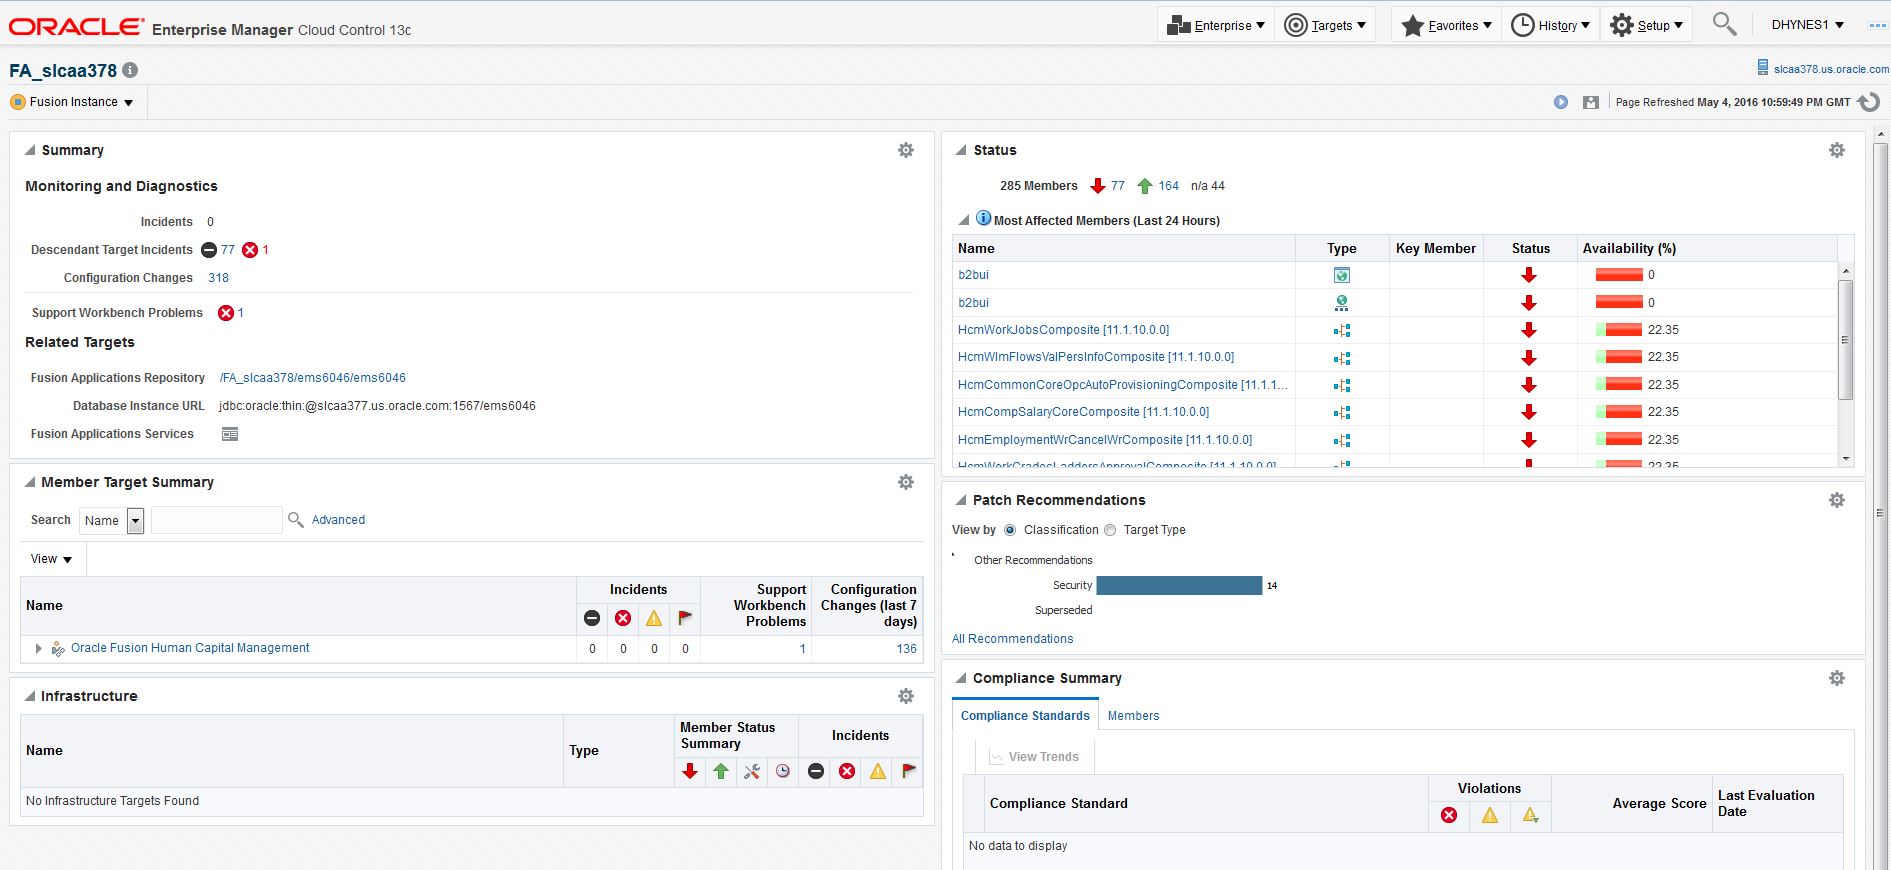 ORACLE Enterprise Manager Cloud Control 13c
Enterprise Targets Favorites History Setup DHYNES1
FA_slcaa378
slcaa378.us.oracle.com
Fusion Instance
Page Refreshed May 4, 2016 10:59:49 PM GMT
Summary
Monitoring and Diagnostics
Incidents 0
Descendant Target Incidents 77 1
Configuration Changes 318
Support Workbench Problems 1
Related Targets
Fusion Applications Repository /FA_slcaa378/ems6046/ems6046
Database Instance URL jdbc:oracle:thin:@slcaa377.us.oracle.com:1567/ems6046
Fusion Applications Services
Member Target Summary
Search Name Advanced
View
Name
Incidents
Support Workbench Problems
Configuration Changes (last 7 days)
Oracle Fusion Human Capital Management 0 0 0 0 1 136
Infrastructure
Name Type
Member Status Summary
Incidents
No Infrastructure Targets Found
Status
285 Members 77 164 n/a 44
Most Affected Members (Last 24 Hours)
Name Type Key Member Status Availability (%)
b2bui 0
b2bui 0
HcmWorkJobsComposite [11.1.10.0.0] 22.35
HcmWlmFlowsValPersInfoComposite [11.1.10.0.0] 22.35
HcmCommonCoreOpcAutoProvisioningComposite [11.1.1... 22.35
HcmCompSalaryCoreComposite [11.1.10.0.0] 22.35
HcmEmploymentWrCancelWrComposite [11.1.10.0.0] 22.35
HcmWorkGradesLaddersApprovalComposite [11.1.10.0.0] 22.35
Patch Recommendations
View by Classification Target Type
Other Recommendations
Security 14
Superseded
All Recommendations
Compliance Summary
Compliance Standards Members
View Trends
Compliance Standard
Violations
Average Score
Last Evaluation Date
No data to display